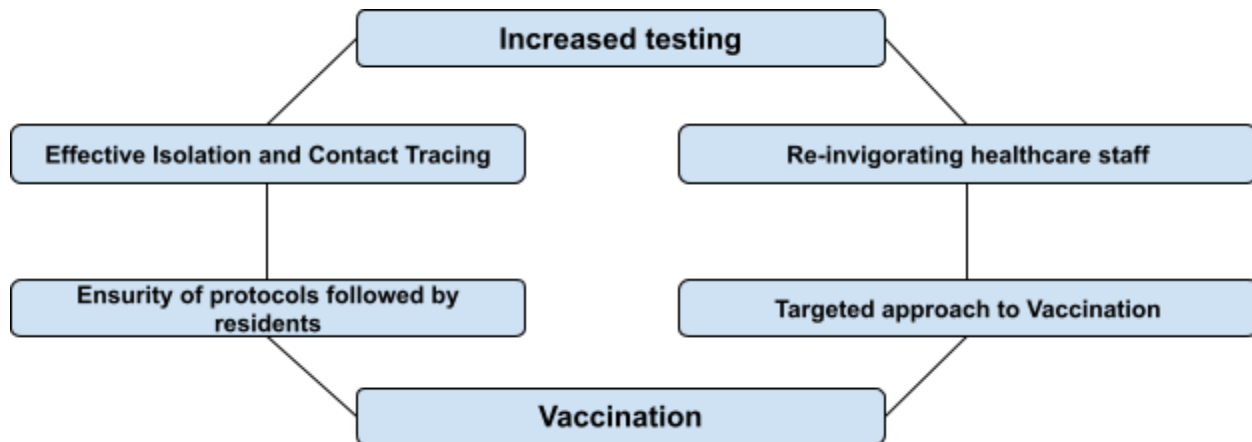 Increased testing
Effective Isolation and Contact Tracing
Re-invigorating healthcare staff
Ensurity of protocols followed by
residents
Targeted approach to Vaccination
Vaccination